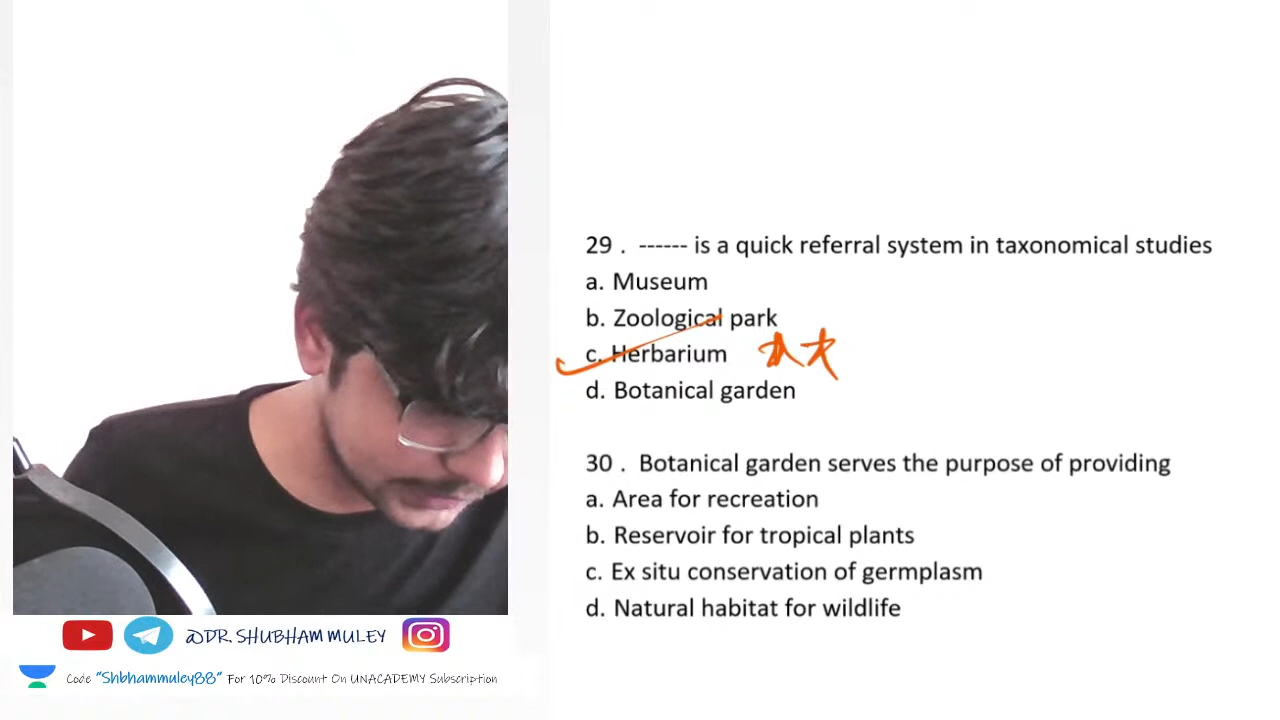 29 . ------ is a quick referral system in taxonomical studies
a. Museum
b. Zoological park
c. Herbarium
d. Botanical garden
30 . Botanical garden serves the purpose of providing
a. Area for recreation
b. Reservoir for tropical plants
c. Ex situ conservation of germplasm
d. Natural habitat for wildlife
@DR. SHUBHAM MULEY
Code "Shbhammuley88" For 10% Discount On UNACADEMY Subscription